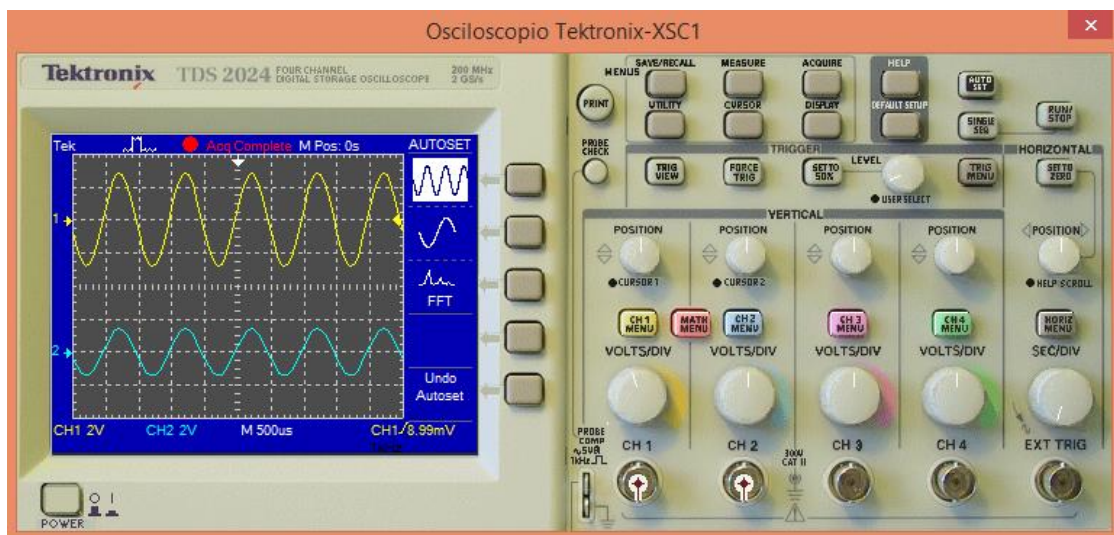 Osciloscopio Tektronix-XSC1
×
Tektronix TDS 2024 FOUR CHANNEL DIGITAL STORAGE OSCILLOSCOPE 200 MHz 2 GS/s
Tek Acq Complete M Pos: 0s AUTOSET
1
FFT
2
Undo
Autoset
CH1 2V CH2 2V M 500us CH1 8.99mV
POWER
MENUS SAVE/RECALL MEASURE ACQUIRE HELP
AUTO SET
PRINT
UTILITY CURSOR DISPLAY DEFAULT SETUP
SINGLE SEQ
RUN/STOP
PROBE CHECK
TRIGGER HORIZONTAL
TRIG VIEW FORCE TRIG SET TO 50% LEVEL TRIG MENU SET TO ZERO
USER SELECT
VERTICAL
POSITION POSITION POSITION POSITION POSITION
CURSOR 1 CURSOR 2 HELP SCROLL
CH 1 MENU MATH MENU CH 2 MENU CH 3 MENU CH 4 MENU HORIZ MENU
VOLTS/DIV VOLTS/DIV VOLTS/DIV VOLTS/DIV SEC/DIV
PROBE COMP
~5V@
1kHz
CH 1 CH 2 300V CAT II CH 3 CH 4 EXT TRIG